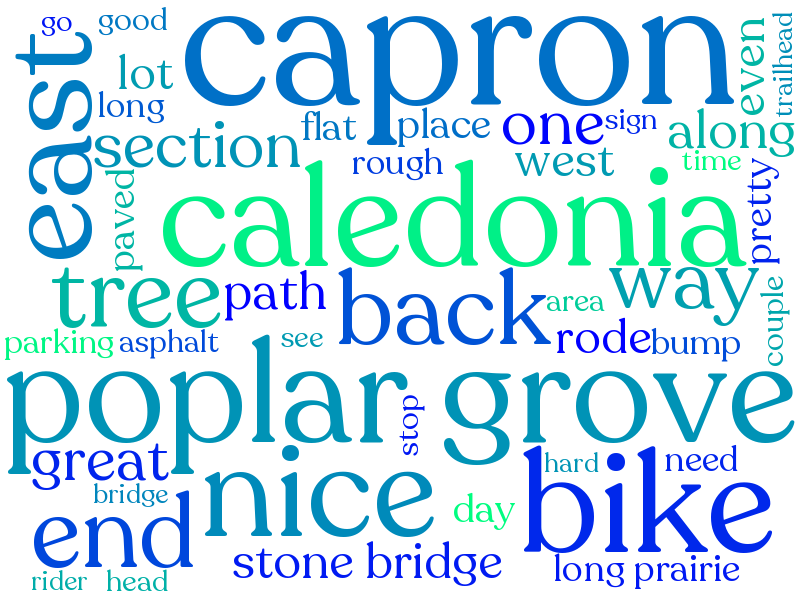 go
good
capron
even
trailhead
east
lot
long
flat
place
one
sign
along
section
rough
west
time
paved
caledonia
pretty
tree
path
back
area
way
couple
parking
asphalt
see
rode
bump
poplar grove
stop
great
nice
hard
need
bridge
bike
end
day
stone bridge
long prairie
rider
head